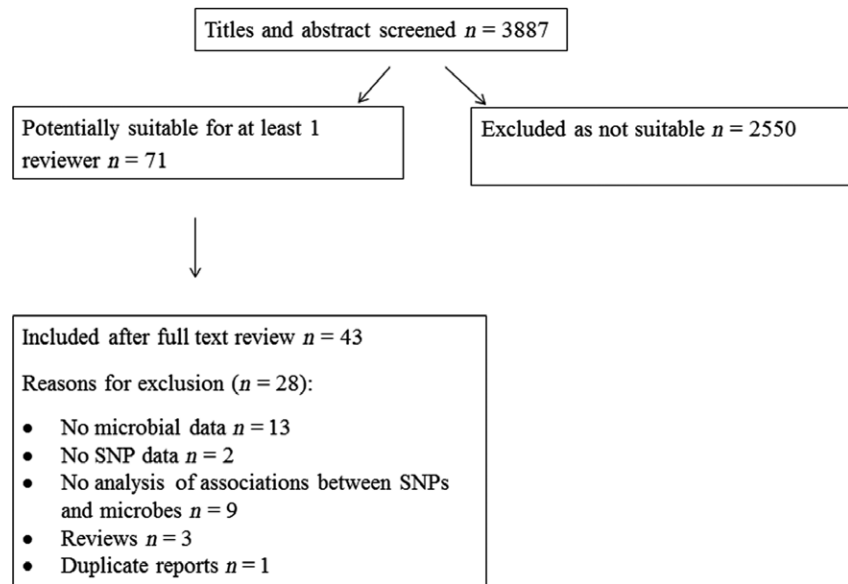 Titles and abstract screened n = 3887
Potentially suitable for at least 1
reviewer n = 71
Excluded as not suitable n = 2550
Included after full text review n = 43
Reasons for exclusion (n = 28):
• No microbial data n = 13
• No SNP data n = 2
• No analysis of associations between SNPs
and microbes n = 9
• Reviews n = 3
• Duplicate reports n = 1